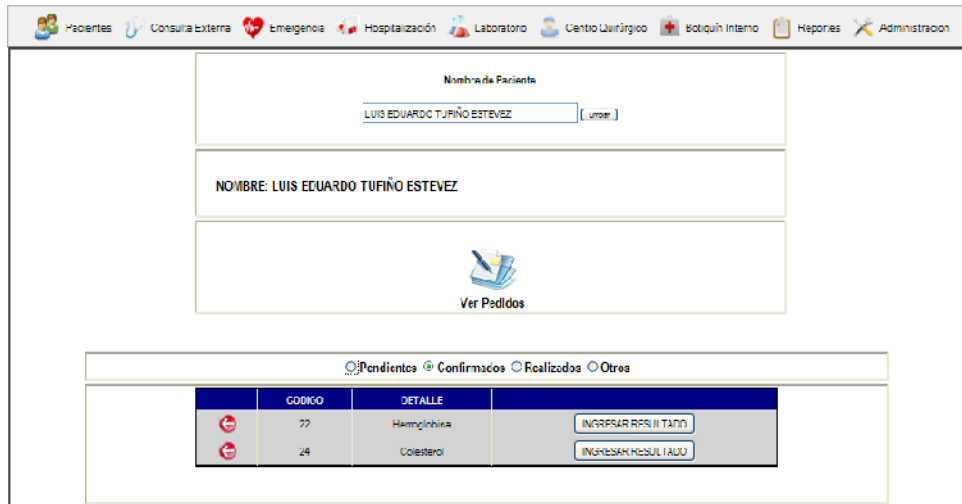 Pacientes Consulta Externa Emergencia Hospitalización Laboratorio Centro Quirúrgico Botiquín Interno Reportes Administracion
Nombre de Paciente
LUIS EDUARDO TUFIÑO ESTEVEZ
NOMBRE: LUIS EDUARDO TUFIÑO ESTEVEZ
Ver Pedidos
Pendientes Confirmados Realizados Otros
CODIGO DETALLE
22 INGRESAR RESULTADO
24 Colesterol INGRESAR RESULTADO